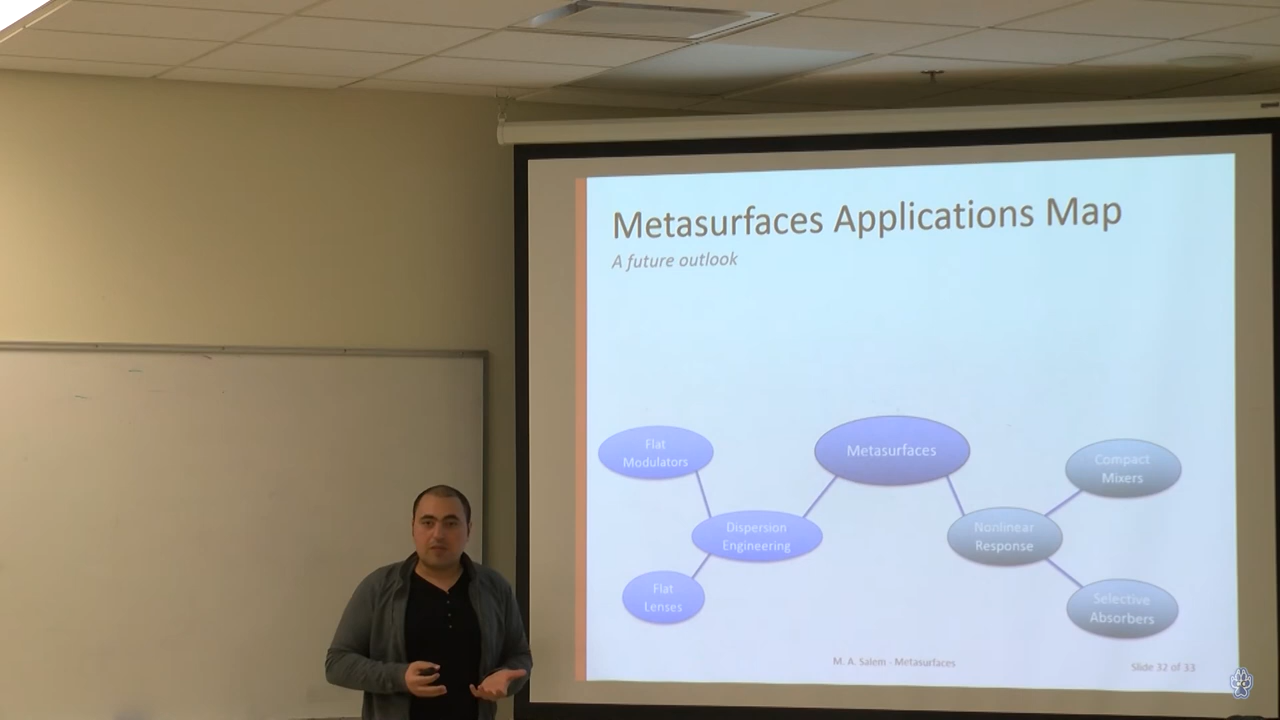 Metasurfaces Applications Map
A future outlook
Flat
Modulators
Metasurfaces
Compact
Mixers
Dispersion
Engineering
Nonlinear
Response
Flat
Lenses
Selective
Absorbers
M. A. Salem - Metasurfaces
Slide 32 of 33